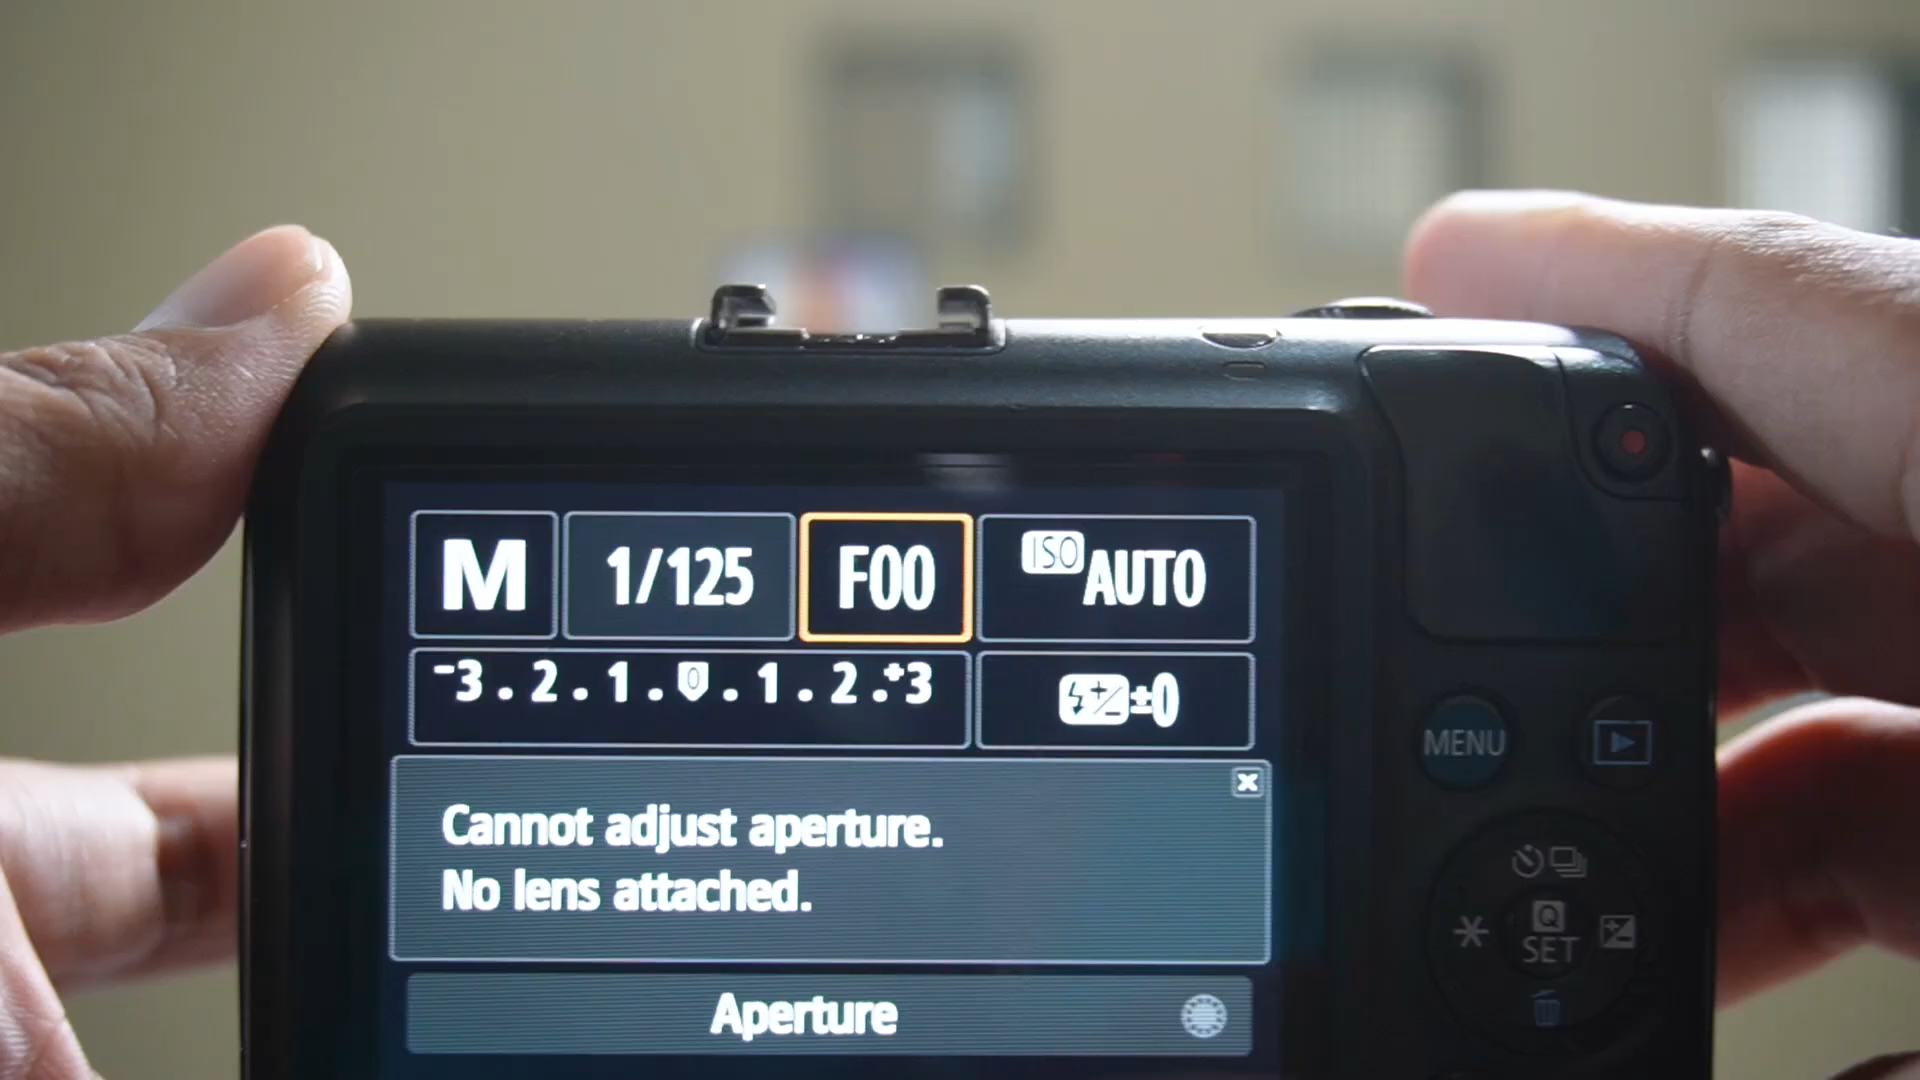 M 1/125 F00 ISO AUTO
-3.2.1.0.1.2.+3 ±0
Cannot adjust aperture.
No lens attached.
Aperture
MENU
Q
SET